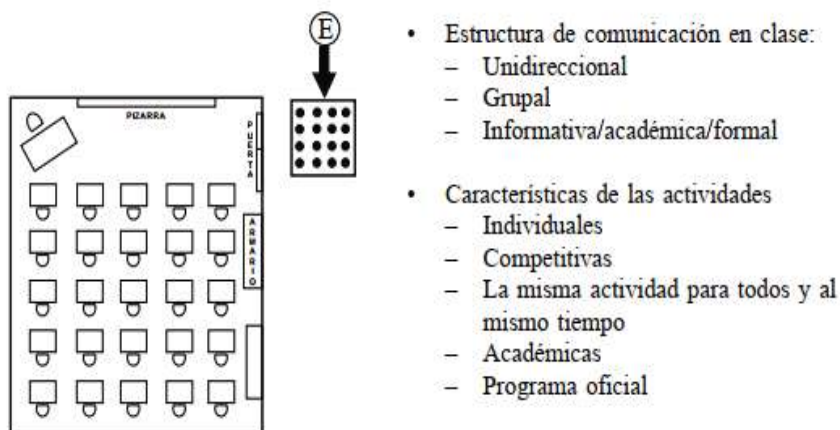 E
PIZARRA
PUERTA
ARMARIO
• Estructura de comunicación en clase:
– Unidireccional
– Grupal
– Informativa/académica/formal
• Características de las actividades
– Individuales
– Competitivas
– La misma actividad para todos y al
mismo tiempo
– Académicas
– Programa oficial